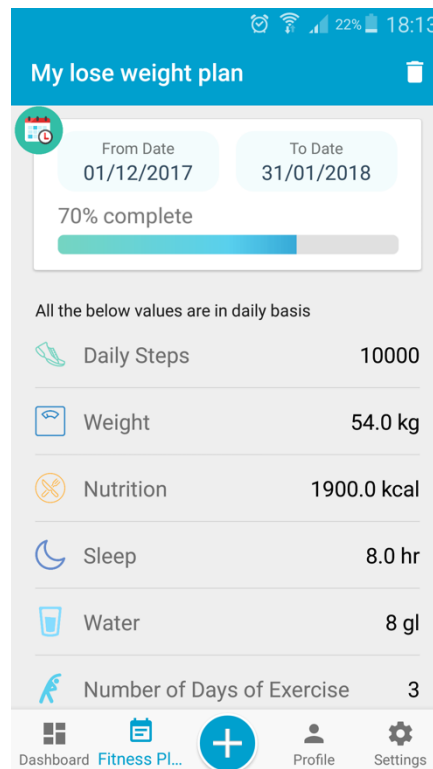 22% 18:13
My lose weight plan
From Date To Date
01/12/2017 31/01/2018
70% complete
All the below values are in daily basis
Daily Steps 10000
Weight 54.0 kg
Nutrition 1900.0 kcal
Sleep 8.0 hr
Water 8 gl
Number of Days of Exercise 3
Dashboard Fitness Pl... Profile Settings